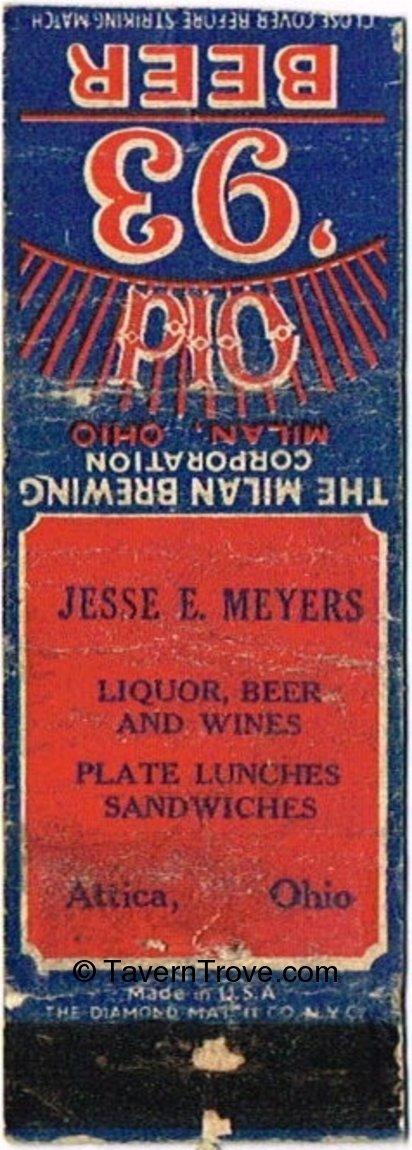 THE MILAN BREWING
CORPORATION
MILAN, OHIO
OLD
'93
BEER
CLOSE COVER BEFORE STRIKING MATCH
JESSE E. MEYERS
LIQUOR, BEER
AND WINES
PLATE LUNCHES
SANDWICHES
Attica, Ohio
© TavernTrove.com
Made in U.S.A
THE DIAMOND MATCH CO. N.Y.C.